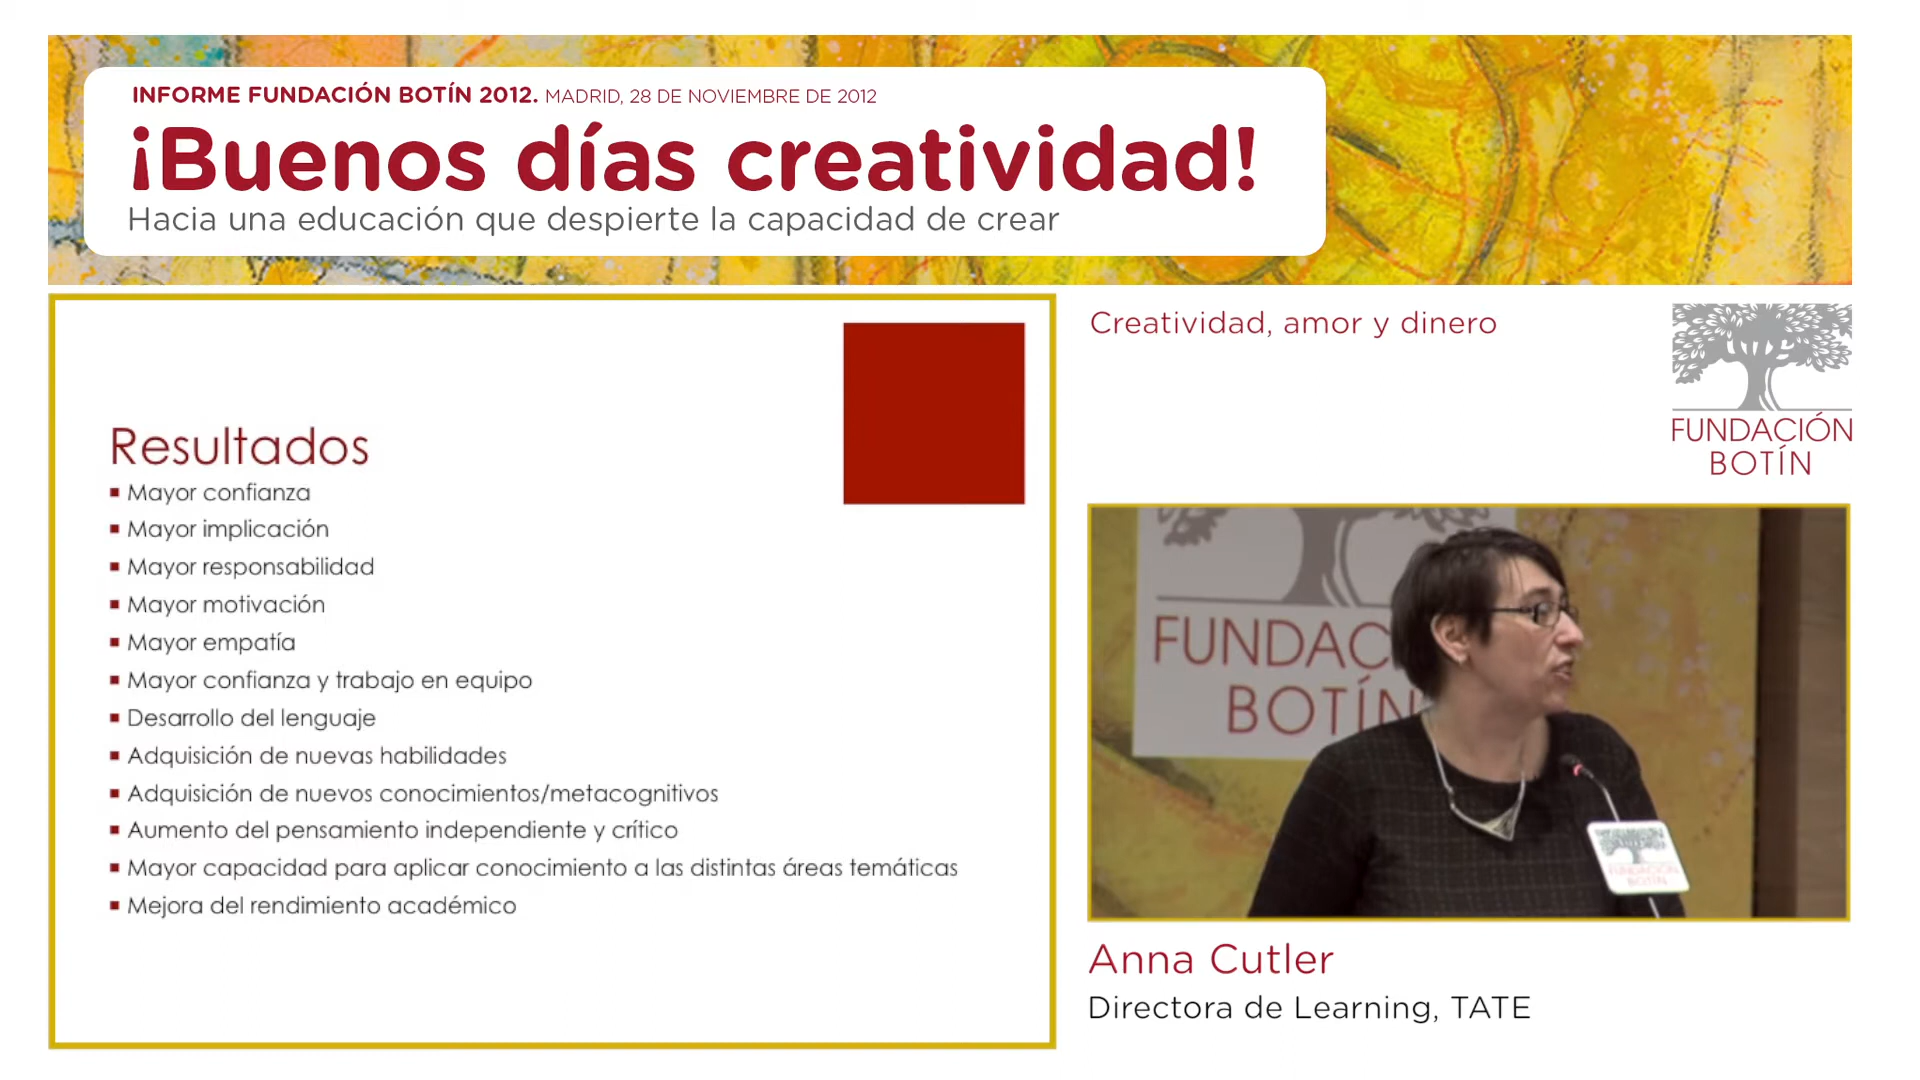 INFORME FUNDACIÓN BOTÍN 2012. MADRID, 28 DE NOVIEMBRE DE 2012
¡Buenos días creatividad!
Hacia una educación que despierte la capacidad de crear
Resultados
Mayor confianza
Mayor implicación
Mayor responsabilidad
Mayor motivación
Mayor empatía
Mayor confianza y trabajo en equipo
Desarrollo del lenguaje
Adquisición de nuevas habilidades
Adquisición de nuevos conocimientos/metacognitivos
Aumento del pensamiento independiente y crítico
Mayor capacidad para aplicar conocimiento a las distintas áreas temáticas
Mejora del rendimiento académico
Creatividad, amor y dinero
FUNDACIÓN
BOTÍN
FUNDAC
BOTÍN
FUNDACIÓN
BOTÍN
Anna Cutler
Directora de Learning, TATE